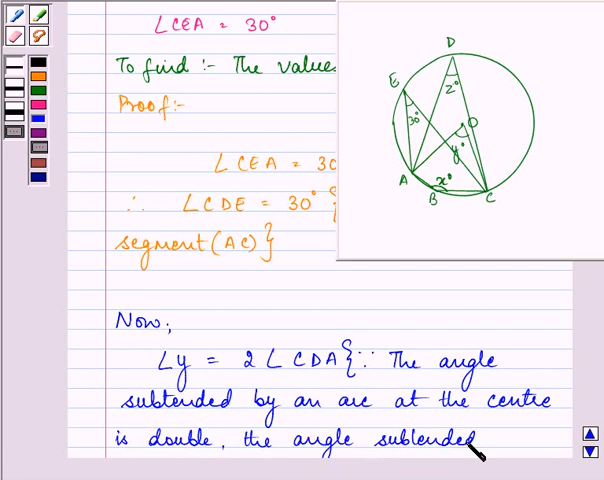 ∠CEA = 30°
To find :- The values
Proof:-
∠CEA = 30
∴ ∠CDE = 30° {
segment (AC)}
Now,
∠y = 2 ∠CDA {∵ The angle
subtended by an arc at the centre
is double, the angle subtended
D
E
z°
30°
O
y°
A
x°
B
C